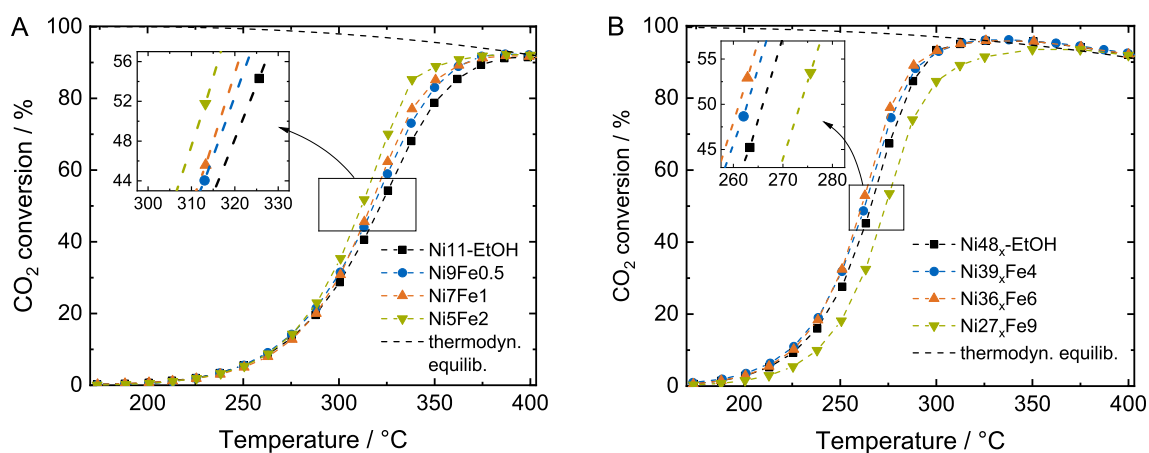 A
CO2 conversion / %
100
80
60
40
20
0
56
52
48
44
300 310 320 330
Ni11-EtOH
Ni9Fe0.5
Ni7Fe1
Ni5Fe2
thermodyn.
equilib.
200 250 300 350 400
Temperature / °C
B
CO2 conversion / %
100
80
60
40
20
0
55
50
45
260 270 280
Ni48x-EtOH
Ni39xFe4
Ni36xFe6
Ni27xFe9
thermodyn. equilib.
200 250 300 350 400
Temperature / °C